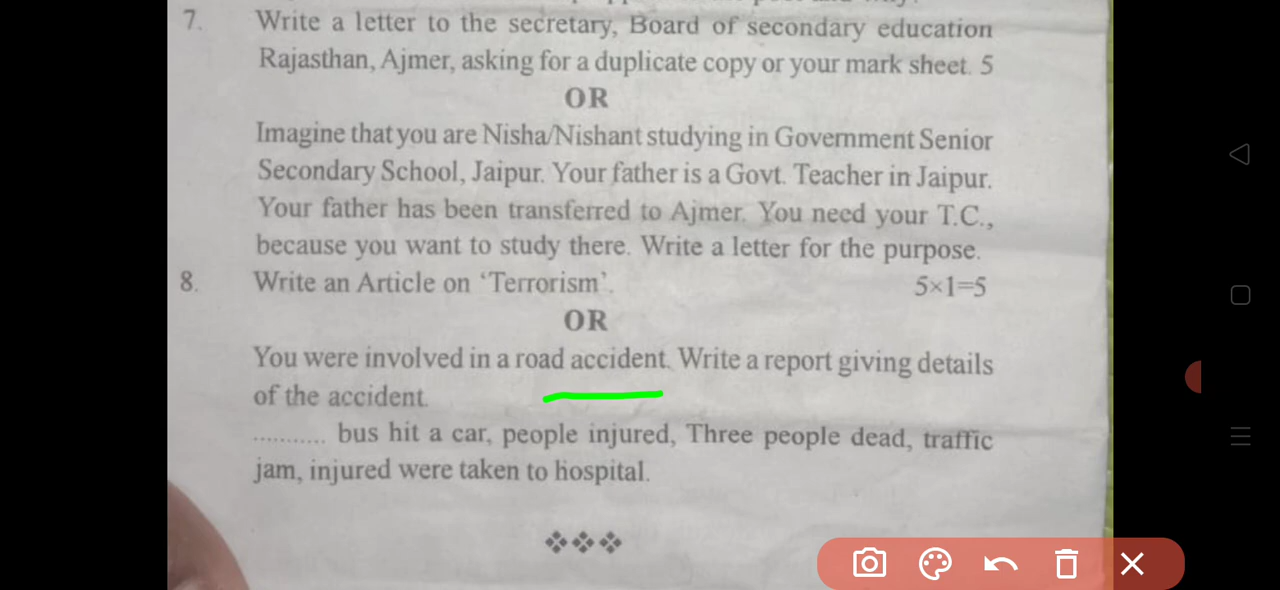 7. Write a letter to the secretary, Board of secondary education
Rajasthan, Ajmer, asking for a duplicate copy or your mark sheet. 5
OR
Imagine that you are Nisha/Nishant studying in Government Senior
Secondary School, Jaipur. Your father is a Govt. Teacher in Jaipur.
Your father has been transferred to Ajmer. You need your T.C.,
because you want to study there. Write a letter for the purpose.
8. Write an Article on ‘Terrorism’. 5×1=5
OR
You were involved in a road accident. Write a report giving details
of the accident.
........... bus hit a car, people injured, Three people dead, traffic
jam, injured were taken to hospital.